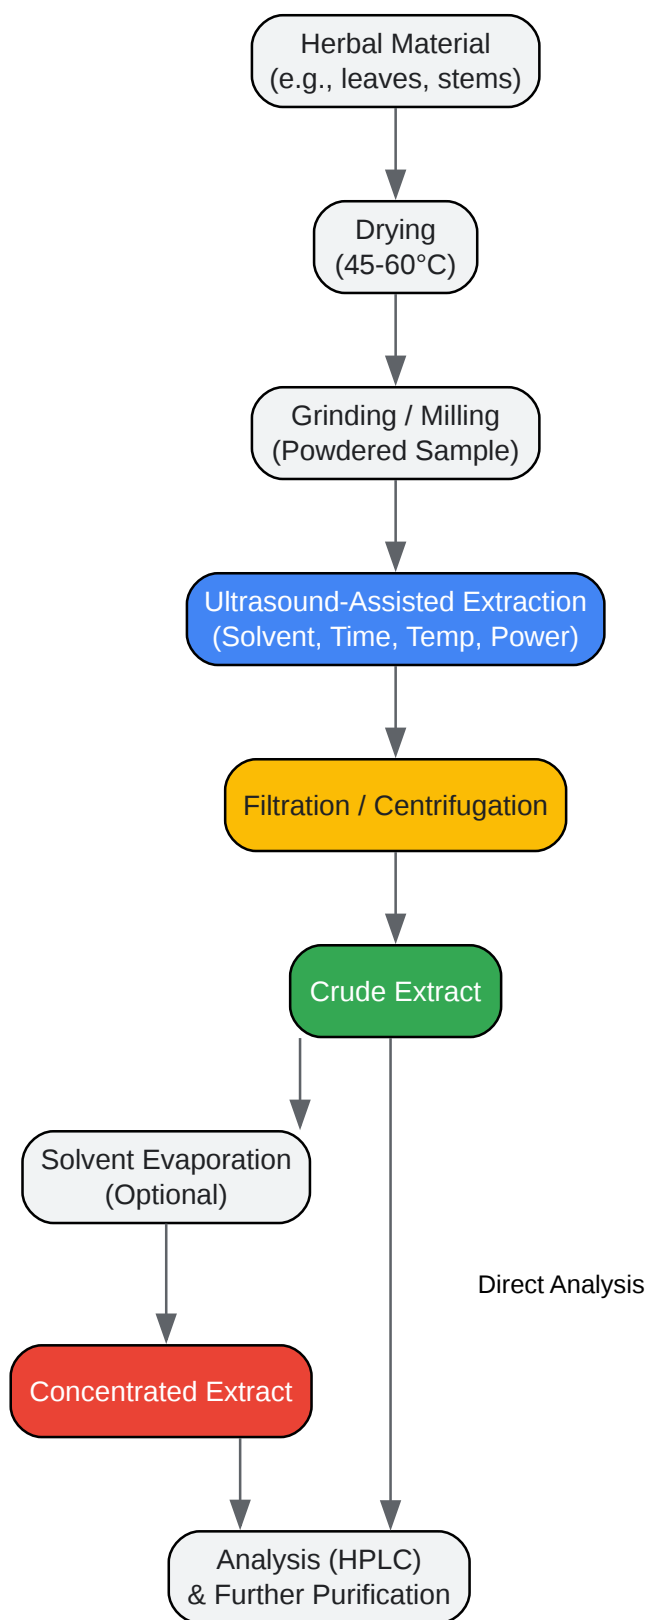 Herbal Material
(e.g., leaves, stems)
Drying
(45-60°C)
Grinding / Milling
(Powdered Sample)
Ultrasound-Assisted Extraction
(Solvent, Time, Temp, Power)
Filtration / Centrifugation
Crude Extract
Solvent Evaporation
(Optional)
Direct Analysis
Concentrated Extract
Analysis (HPLC)
& Further Purification